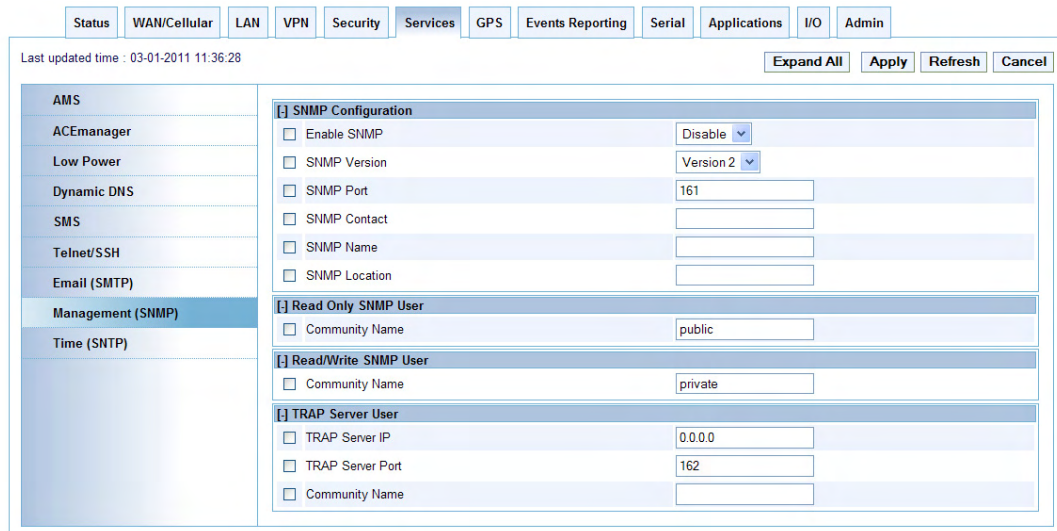 Status WAN/Cellular LAN VPN Security Services GPS Events Reporting Serial Applications I/O Admin
Last updated time : 03-01-2011 11:36:28
Expand All Apply Refresh Cancel
AMS
ACEmanager
Low Power
Dynamic DNS
SMS
Telnet/SSH
Email (SMTP)
Management (SNMP)
Time (SNTP)
[-] SNMP Configuration
Enable SNMP Disable
SNMP Version Version 2
SNMP Port 161
SNMP Contact
SNMP Name
SNMP Location
[-] Read Only SNMP User
Community Name public
[-] Read/Write SNMP User
Community Name private
[-] TRAP Server User
TRAP Server IP 0.0.0.0
TRAP Server Port 162
Community Name